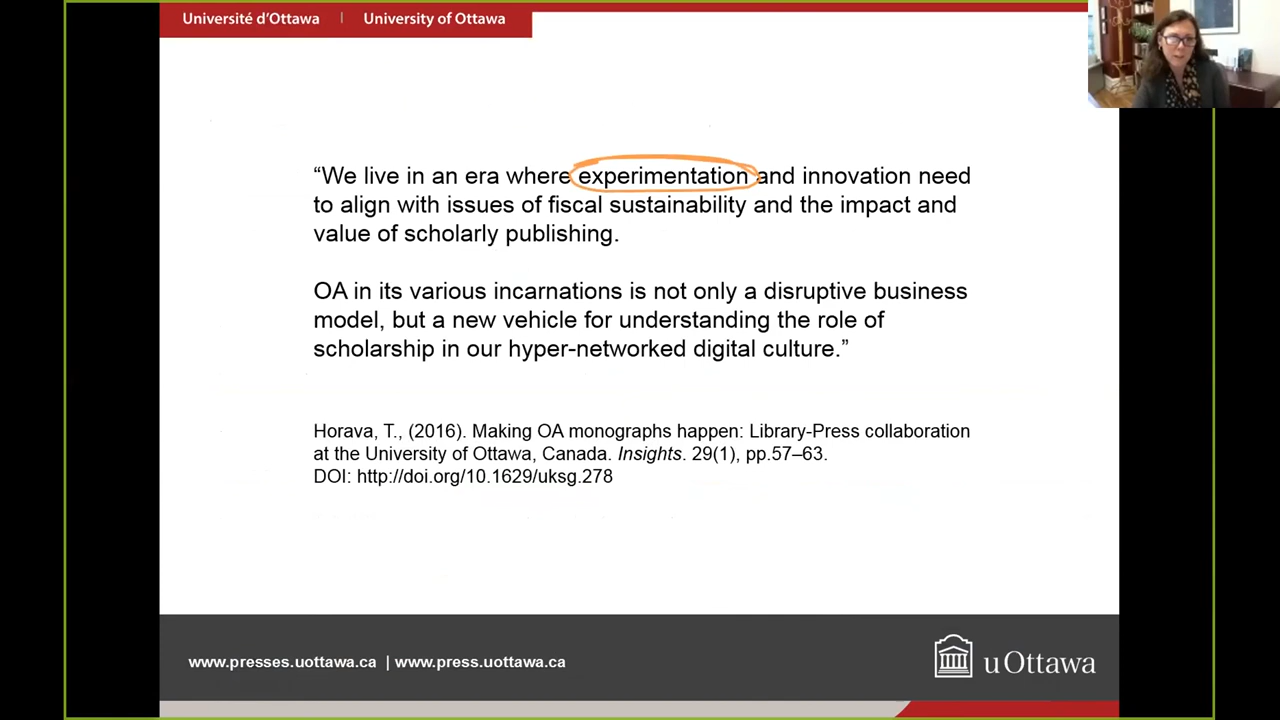 Université d'Ottawa | University of Ottawa
“We live in an era where experimentation and innovation need
to align with issues of fiscal sustainability and the impact and
value of scholarly publishing.
OA in its various incarnations is not only a disruptive business
model, but a new vehicle for understanding the role of
scholarship in our hyper-networked digital culture.”
Horava, T., (2016). Making OA monographs happen: Library-Press collaboration
at the University of Ottawa, Canada. Insights. 29(1), pp.57–63.
DOI: http://doi.org/10.1629/uksg.278
www.presses.uottawa.ca | www.press.uottawa.ca
uOttawa